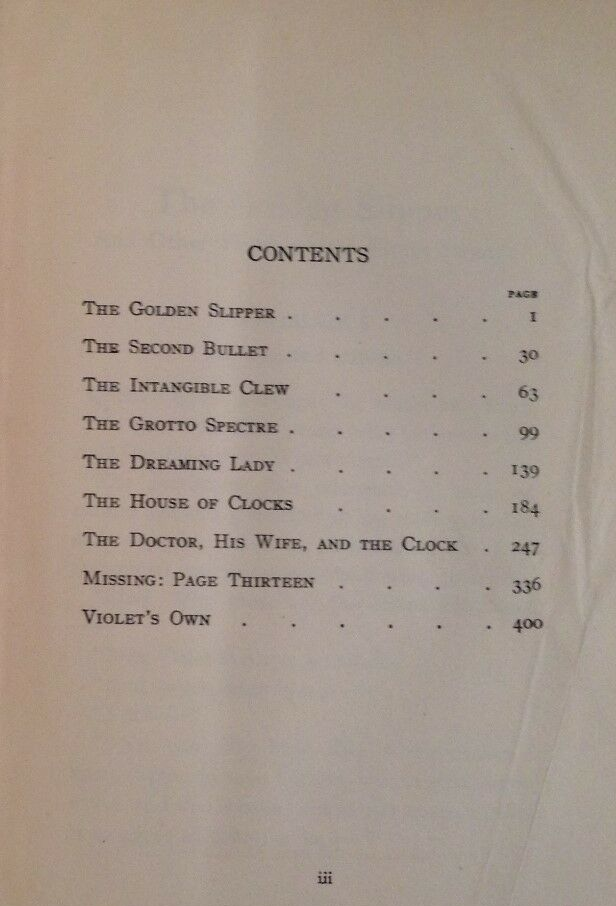 CONTENTS
PAGE
THE GOLDEN SLIPPER . . . . . 1
THE SECOND BULLET . . . . . 30
THE INTANGIBLE CLEW . . . . 63
THE GROTTO SPECTRE . . . . . 99
THE DREAMING LADY . . . . . 139
THE HOUSE OF CLOCKS . . . . 184
THE DOCTOR, HIS WIFE, AND THE CLOCK . 247
MISSING: PAGE THIRTEEN . . . . 336
VIOLET'S OWN . . . . . . 400
iii